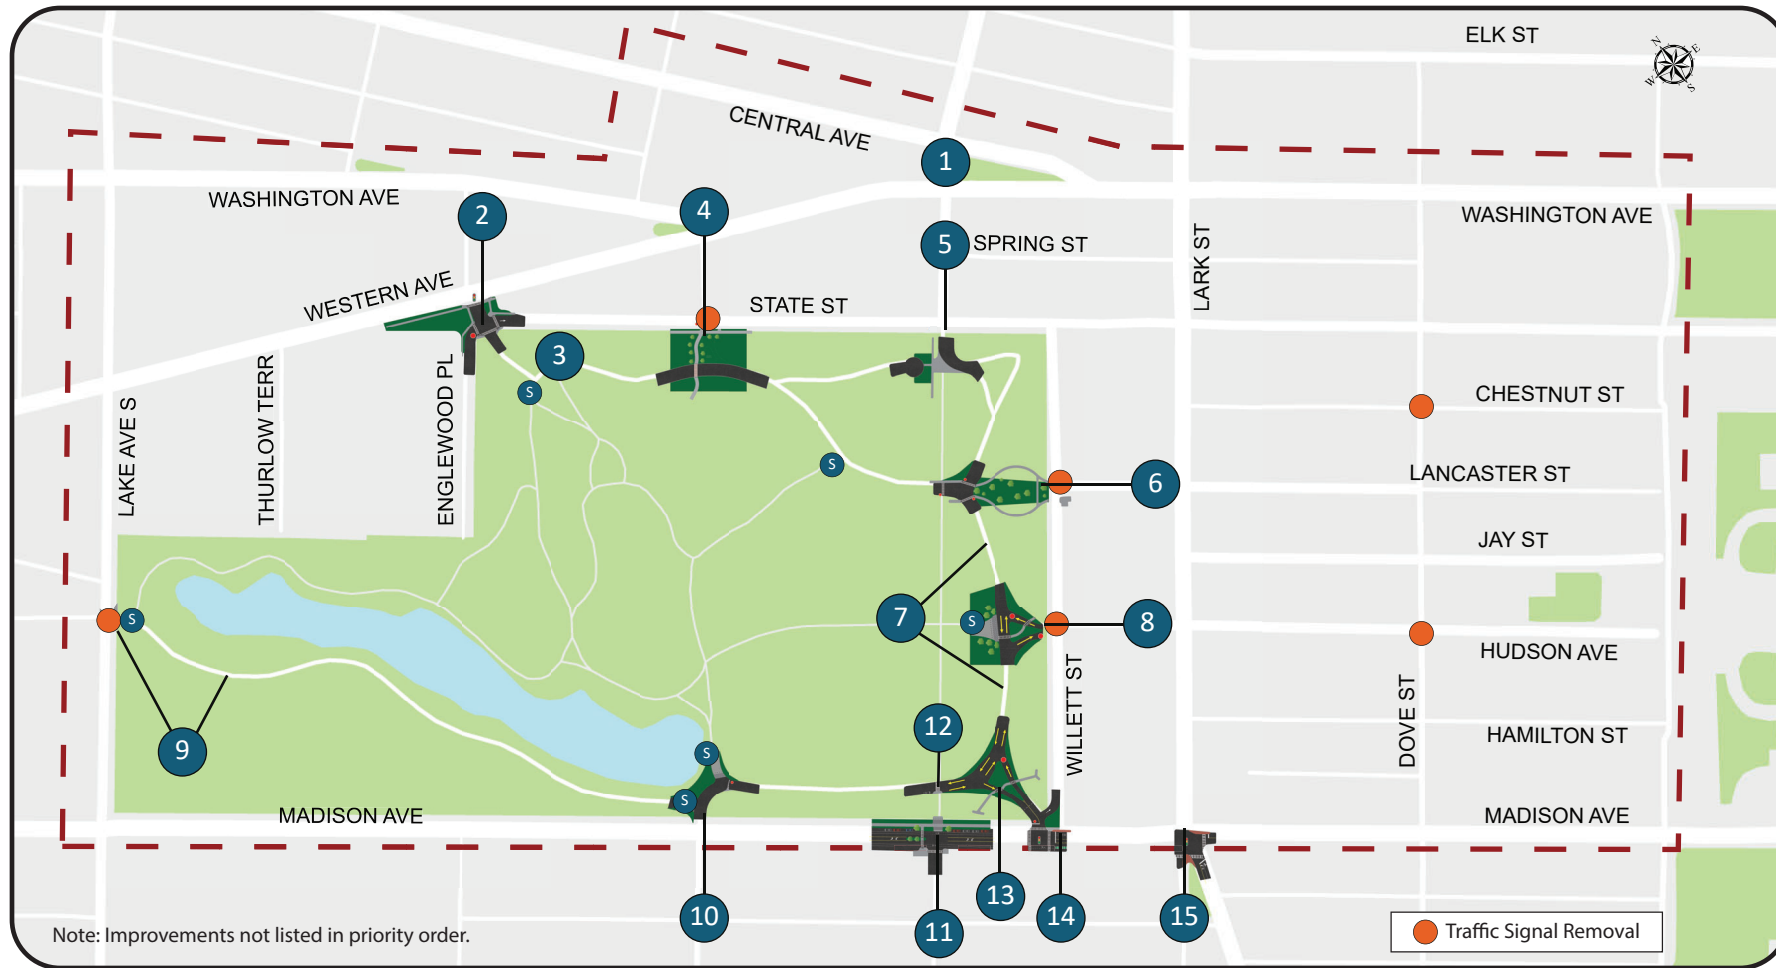 ELK ST
N
E
W
S
CENTRAL AVE
1
WASHINGTON AVE
2
4
WASHINGTON AVE
5
SPRING ST
LARK ST
WESTERN AVE
STATE ST
3
S
ENGLEWOOD PL
THURLOW TERR
LAKE AVE S
CHESTNUT ST
S
LANCASTER ST
6
JAY ST
7
S
8
S
HUDSON AVE
WILLETT ST
DOVE ST
9
12
HAMILTON ST
S
S
MADISON AVE
MADISON AVE
13
10
11
14
15
Note: Improvements not listed in priority order.
Traffic Signal Removal